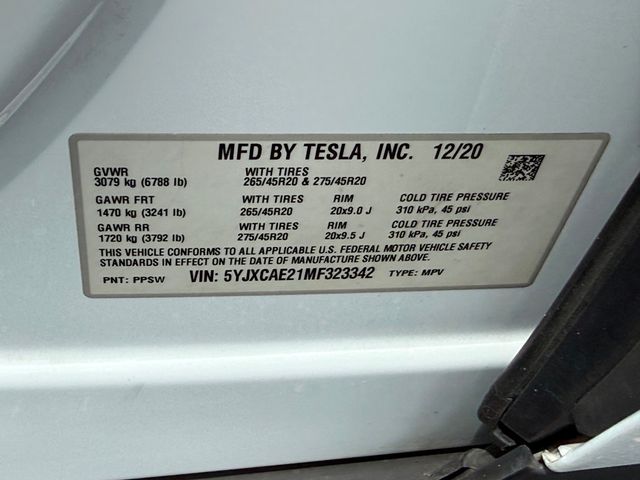 MFD BY TESLA, INC. 12/20
GVWR WITH TIRES
3079 kg (6788 lb) 265/45R20 & 275/45R20
GAWR FRT WITH TIRES RIM COLD TIRE PRESSURE
1470 kg (3241 lb) 265/45R20 20x9.0 J 310 kPa, 45 psi
GAWR RR WITH TIRES RIM COLD TIRE PRESSURE
1720 kg (3792 lb) 275/45R20 20x9.5 J 310 kPa, 45 psi
THIS VEHICLE CONFORMS TO ALL APPLICABLE U.S. FEDERAL MOTOR VEHICLE SAFETY
STANDARDS IN EFFECT ON THE DATE OF MANUFACTURE SHOWN ABOVE.
PNT: PPSW VIN: 5YJXCAE21MF323342 TYPE: MPV